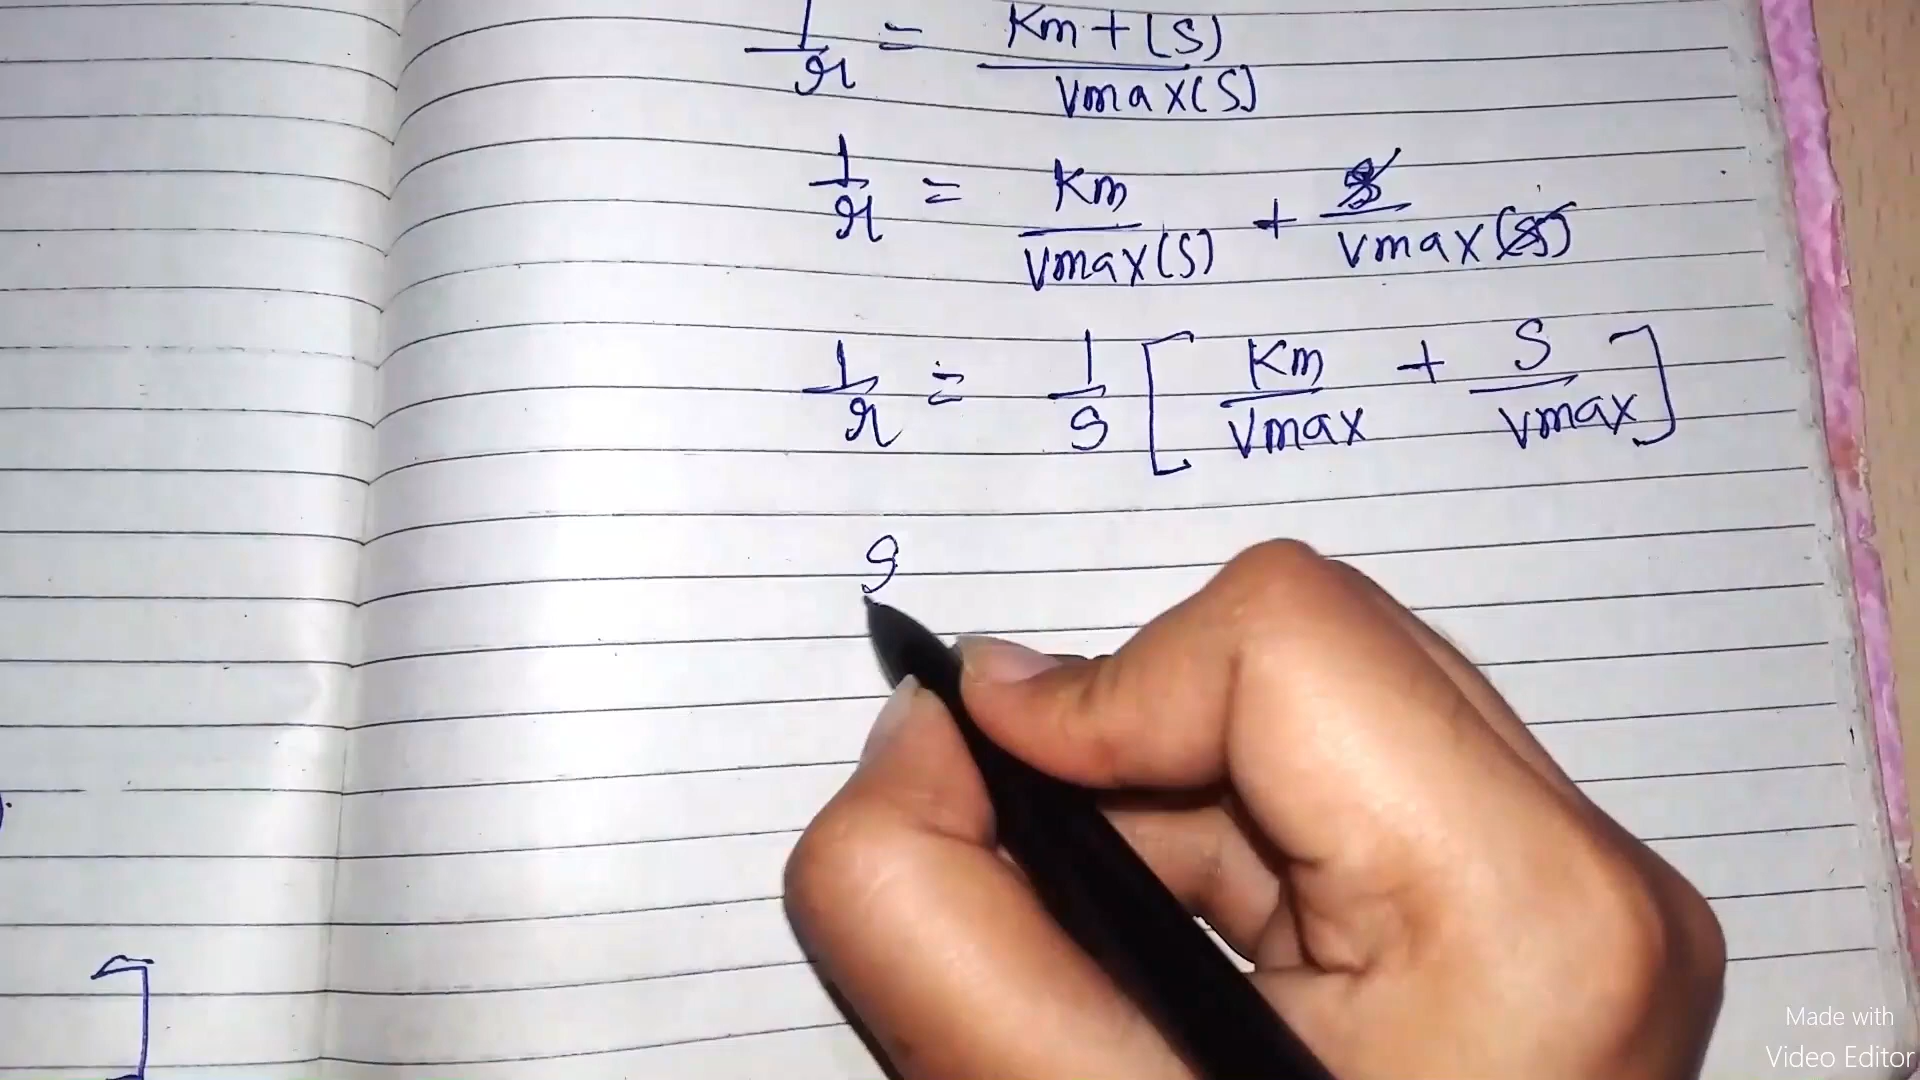 1/r = Km+(S) / Vmax(S)
1/r = Km / Vmax(S) + S / Vmax(S)
1/r = 1/S [ Km / Vmax + S / Vmax ]
S
Made with
Video Editor